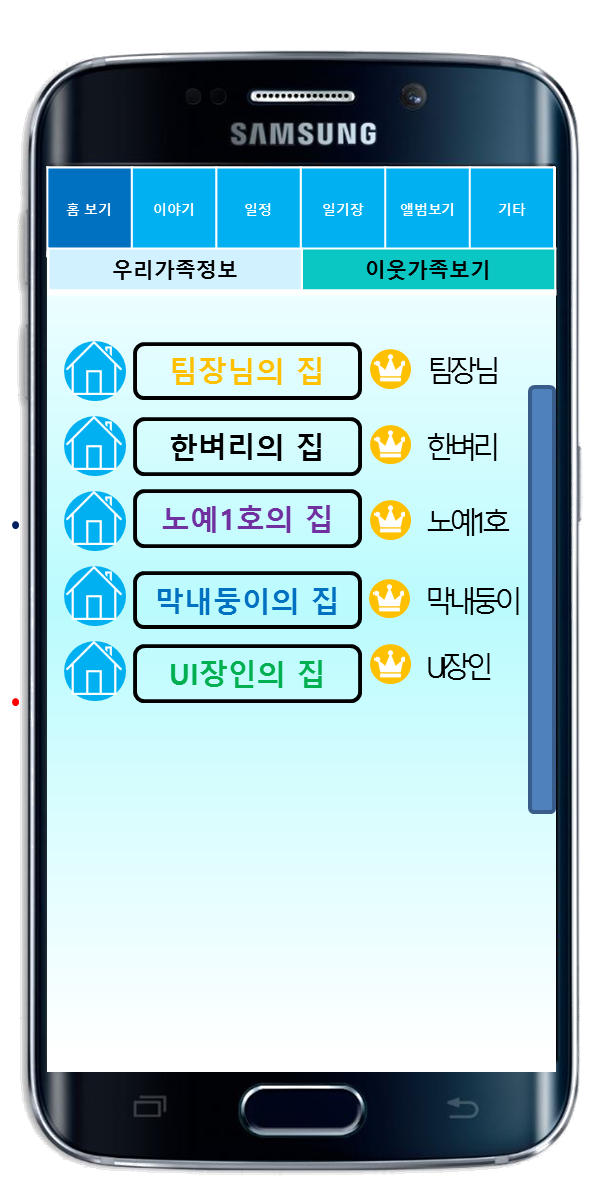 SAMSUNG
홈 보기 이야기 일정 일기장 앨범보기 기타
우리가족정보 이웃가족보기
팀장님의 집 팀장님
한벼리의 집 한벼리
노예1호의 집 노예1호
막내둥이의 집 막내둥이
UI장인의 집 UI장인